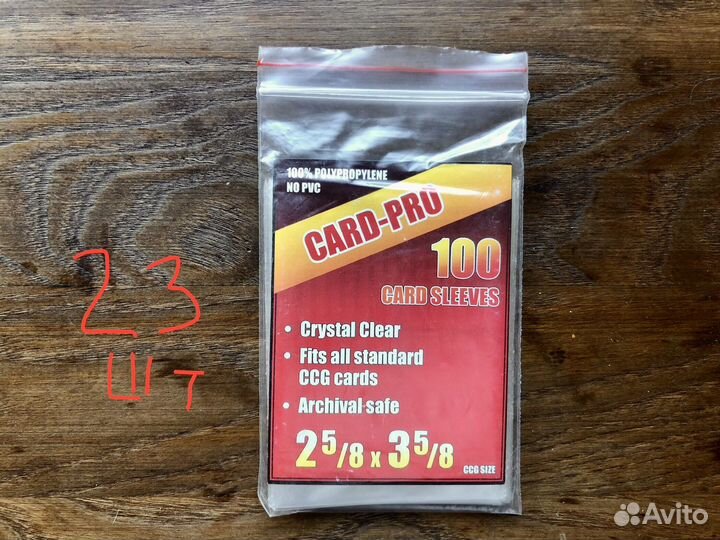 100% POLYPROPYLENE
NO PVC
CARD-PRO
100
CARD SLEEVES
• Crystal Clear
• Fits all standard
CCG cards
• Archival safe
2 5/8 x 3 5/8
CCG SIZE
23
шт
Avito